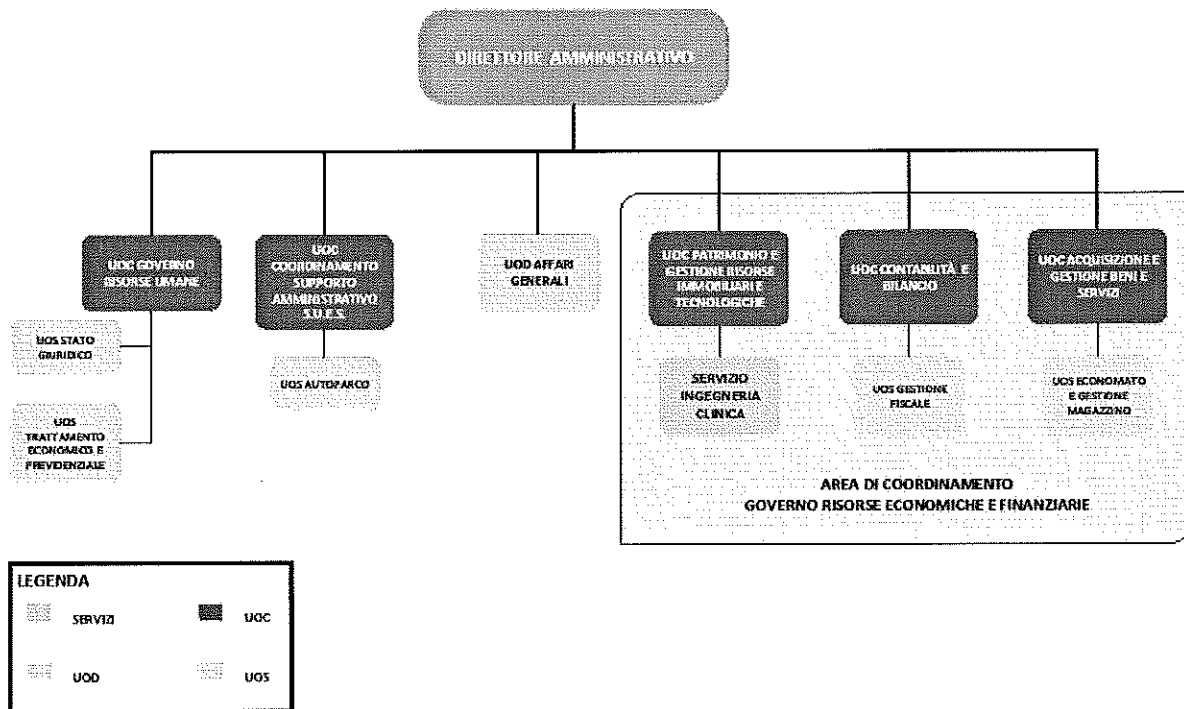 DIRETTORE AMMINISTRATIVO
UOC GOVERNO
RISORSE UMANE
UOS STATO
GIURIDICO
UOS
TRATTAMENTO
ECONOMICO E
PREVIDENZIALE
UOC
COORDINAMENTO
SUPPORTO
AMMINISTRATIVO
S.U.E.S.
UOS AUTOPARCO
UOD AFFARI
GENERALI
UOC PATRIMONIO E
GESTIONE RISORSE
IMMOBILIARI E
TECNOLOGICHE
SERVIZIO
INGEGNERIA
CLINICA
UOC CONTABILITÀ E
BILANCIO
UOS GESTIONE
FISCALE
UOC ACQUISIZIONE E
GESTIONE BENI E
SERVIZI
UOS ECONOMATO
E GESTIONE
MAGAZZINO
AREA DI COORDINAMENTO
GOVERNO RISORSE ECONOMICHE E FINANZIARIE
LEGENDA
SERVIZI
UOC
UOD
UOS